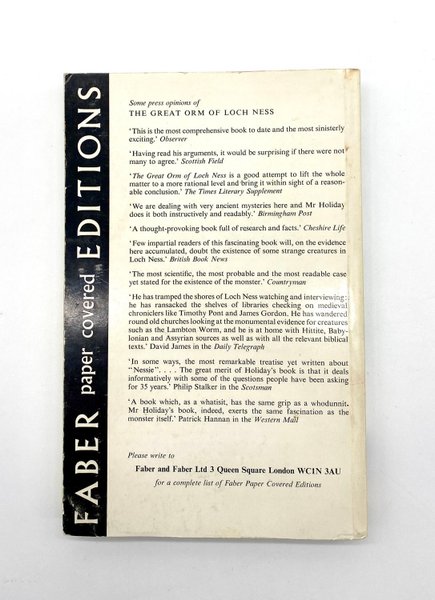 FABER paper covered EDITIONS
Some press opinions of
THE GREAT ORM OF LOCH NESS
'This is the most comprehensive book to date and the most sinisterly
exciting.' Observer
'Having read his arguments, it would be surprising if there were not
many to agree.' Scottish Field
'The Great Orm of Loch Ness is a good attempt to lift the whole
matter to a more rational level and bring it within sight of a reason-
able conclusion.' The Times Literary Supplement
'We are dealing with very ancient mysteries here and Mr Holiday
does it both instructively and readably.' Birmingham Post
'A thought-provoking book full of research and facts.' Cheshire Life
'Few impartial readers of this fascinating book will, on the evidence
here accumulated, doubt the existence of some strange creatures in
Loch Ness.' British Book News
'The most scientific, the most probable and the most readable case
yet stated for the existence of the monster.' Countryman
'He has tramped the shores of Loch Ness watching and interviewing:
he has ransacked the shelves of libraries checking on medieval
chroniclers like Timothy Pont and James Gordon. He has wandered
round old churches looking at the monumental evidence for creatures
such as the Lambton Worm, and he is at home with Hittite, Baby-
lonian and Assyrian sources as well as with all the relevant biblical
texts.' David James in the Daily Telegraph
'In some ways, the most remarkable treatise yet written about
"Nessie". . . . The great merit of Holiday's book is that it deals
informatively with some of the questions people have been asking
for 35 years.' Philip Stalker in the Scotsman
'A book which, as a whatisit, has the same grip as a whodunnit.
Mr Holiday's book, indeed, exerts the same fascination as the
monster itself.' Patrick Hannan in the Western Mail
Please write to
Faber and Faber Ltd 3 Queen Square London WC1N 3AU
for a complete list of Faber Paper Covered Editions